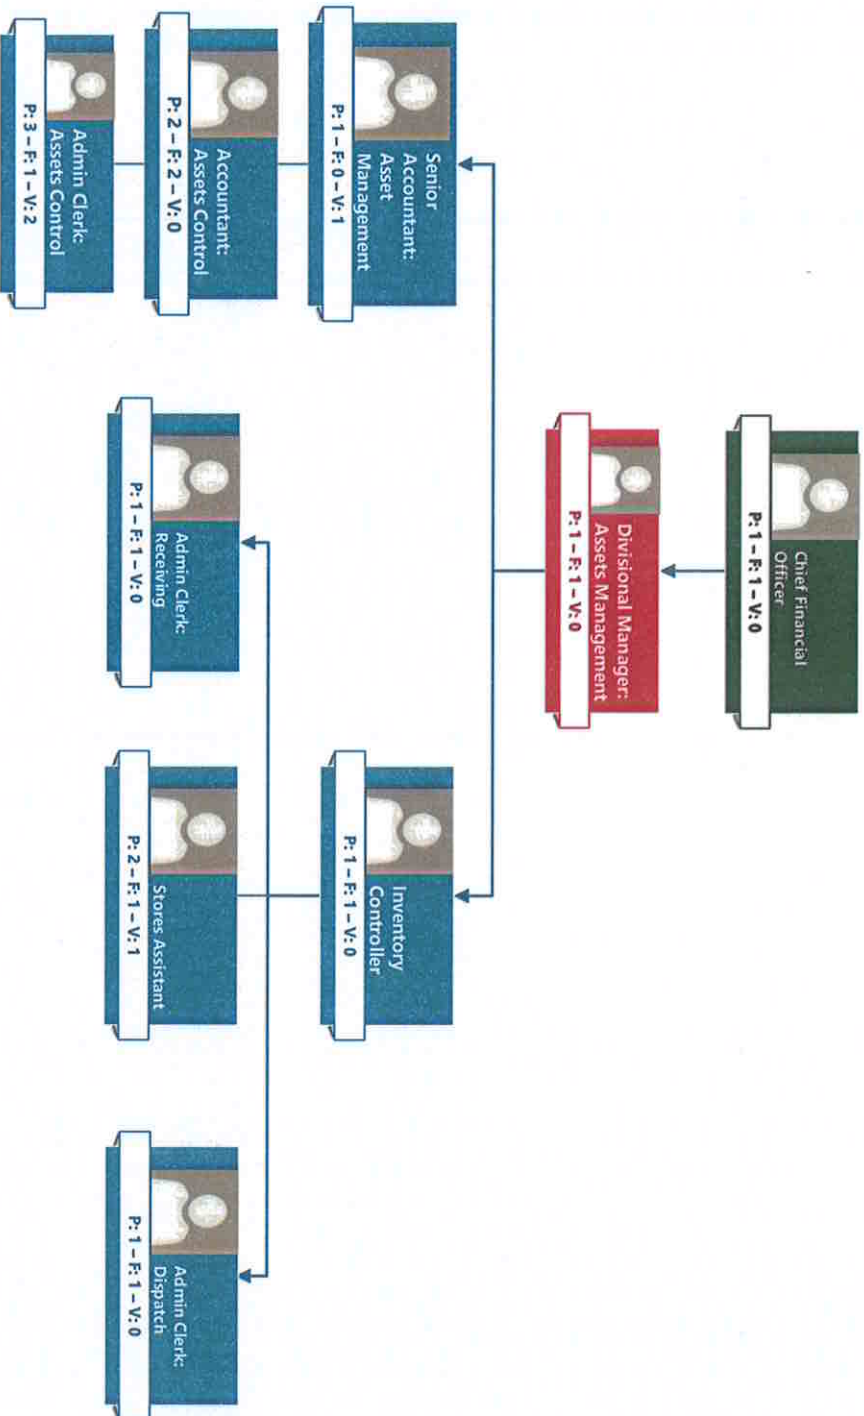 Chief Financial
Officer
P: 1 – F: 1 – V: 0
Divisional Manager:
Assets Management
P: 1 – F: 1 – V: 0
Senior
Accountant:
Asset
Management
P: 1 – F: 0 – V: 1
Accountant:
Assets Control
P: 2 – F: 2 – V: 0
Admin Clerk:
Assets Control
P: 3 – F: 1 – V: 2
Inventory
Controller
P: 1 – F: 1 – V: 0
Admin Clerk:
Receiving
P: 1 – F: 1 – V: 0
Stores Assistant
P: 2 – F: 1 – V: 1
Admin Clerk:
Dispatch
P: 1 – F: 1 – V: 0